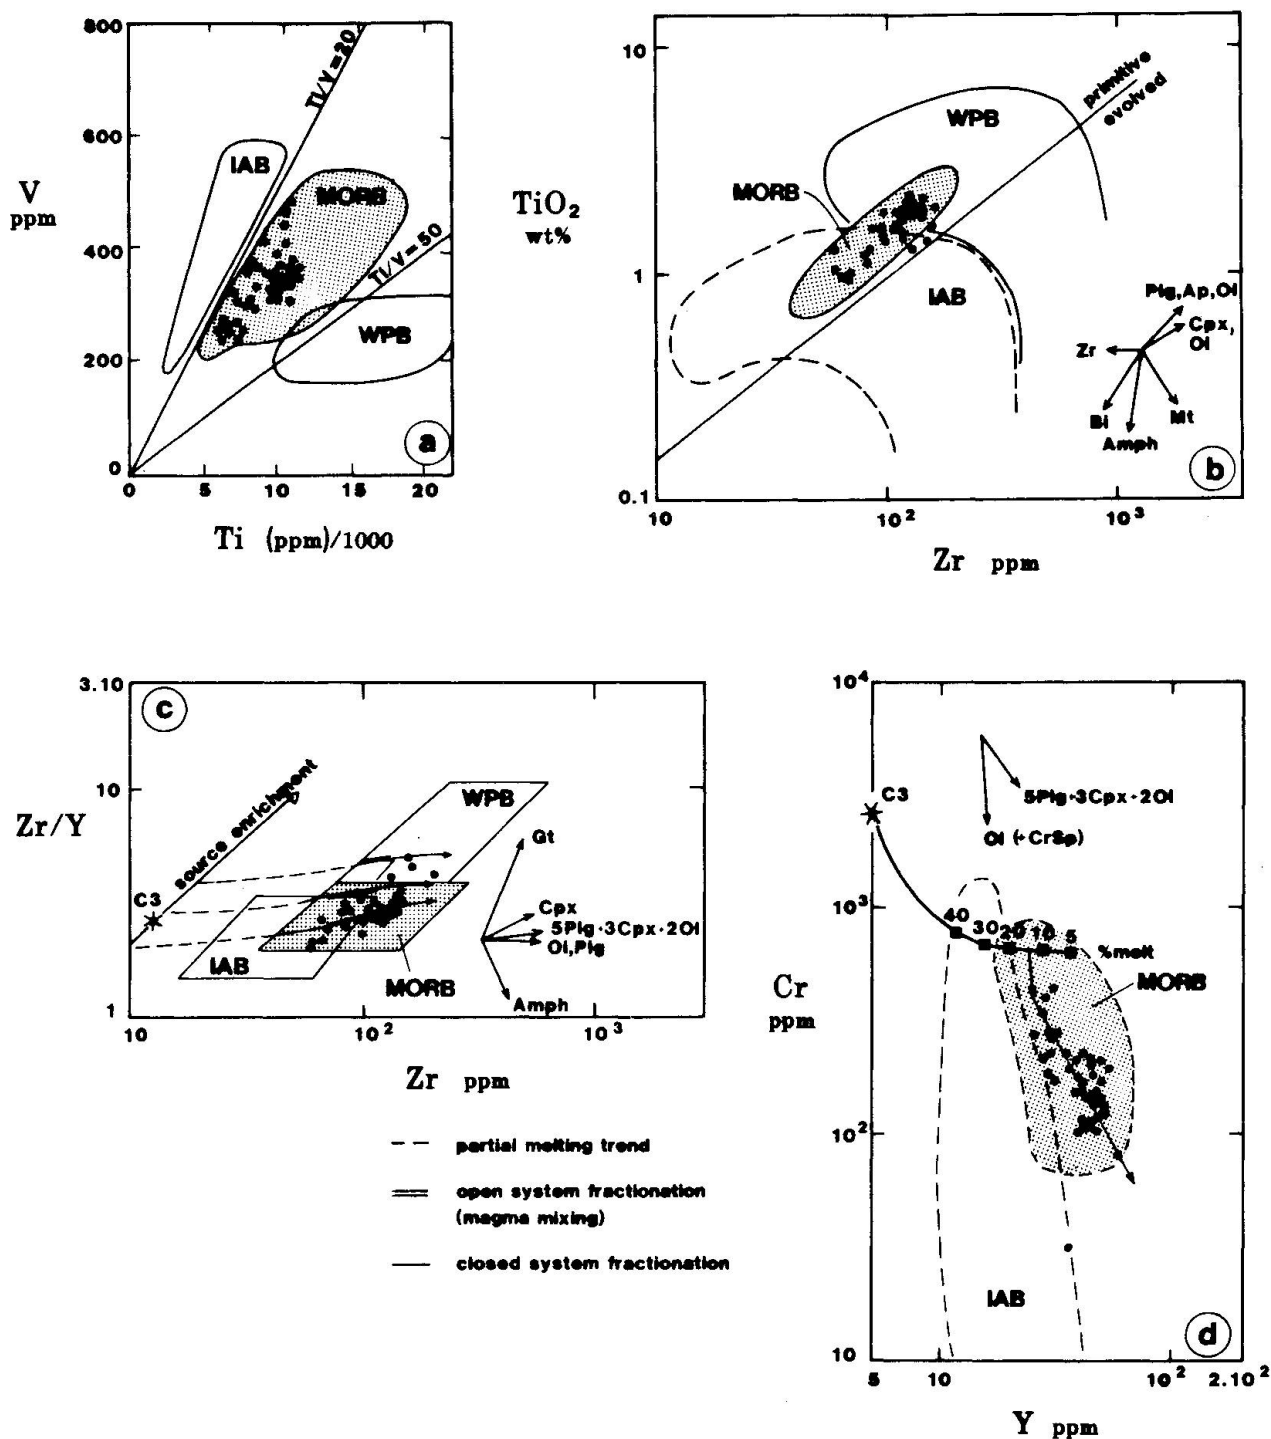 800
600
400
200
0
V
ppm
Ti/V=20
IAB
MORB
Ti/V=50
WPB
a
0 5 10 15 20
Ti (ppm)/1000
10
1
0.1
TiO2
wt%
primitive
evolved
WPB
MORB
IAB
Plg,Ap,Ol
Cpx,
Ol
Zr
Bi
Mt
Amph
b
10 10² 10³
Zr ppm
3.10
10
1
Zr/Y
c
source enrichment
C3
WPB
Gt
Cpx
5Plg+3Cpx+2Ol
Ol,Plg
IAB
MORB
Amph
10 10² 10³
Zr ppm
partial melting trend
open system fractionation
(magma mixing)
closed system fractionation
10⁴
10³
10²
10
Cr
ppm
C3
5Plg+3Cpx+2Ol
Ol (+CrSp)
40 30 20 10 5
%melt
MORB
IAB
d
5 10 10² 2.10²
Y ppm